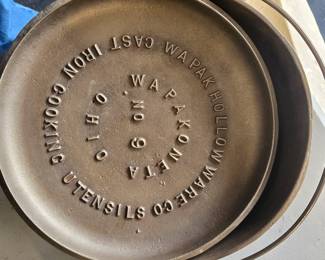 WAPAK HOLLOW WARE CO
CAST IRON COOKING UTENSILS
WAPAKONETA
OHIO
NO 9